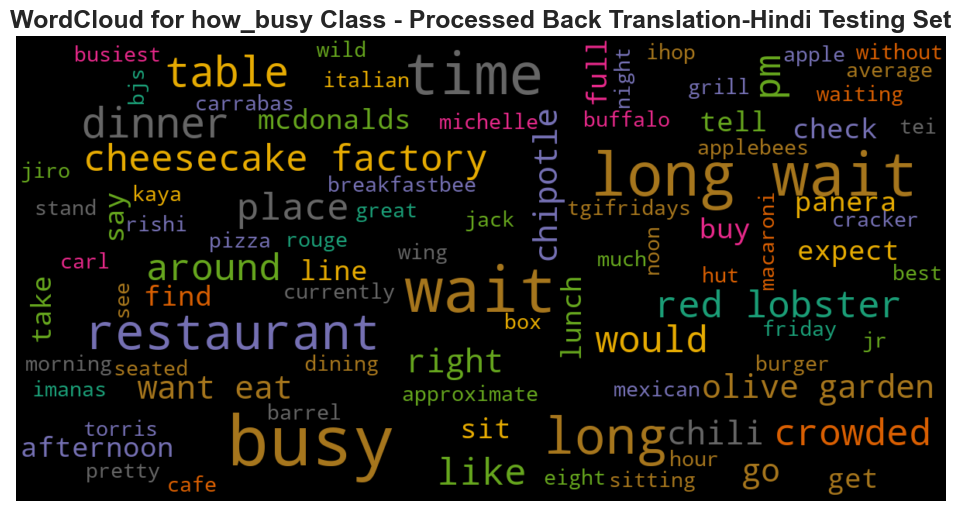 WordCloud for how_busy Class - Processed Back Translation-Hindi Testing Set
busiest
bjs
table
wild
italian
time
full
night
ihop
grill
pm
apple
without
average
waiting
carrabas
dinner
mcdonalds
michelle
buffalo
tell
check
tei
cheesecake factory
chipotle
applebees
long wait
jiro
kaya
breakfastbee
say
stand
rishi
place
great
jack
tgifridays
panera
cracker
buy
pizza
rouge
wing
much
noon
macaroni
expect
carl
around
line
currently
wait
hut
best
take
see
find
box
lunch
red lobster
friday
jr
restaurant
would
morning
seated
dining
right
burger
imanas
want eat
approximate
mexican
olive garden
barrel
torris
afternoon
busy
sit
long
chili
crowded
pretty
cafe
like
eight
sitting
hour
go
get